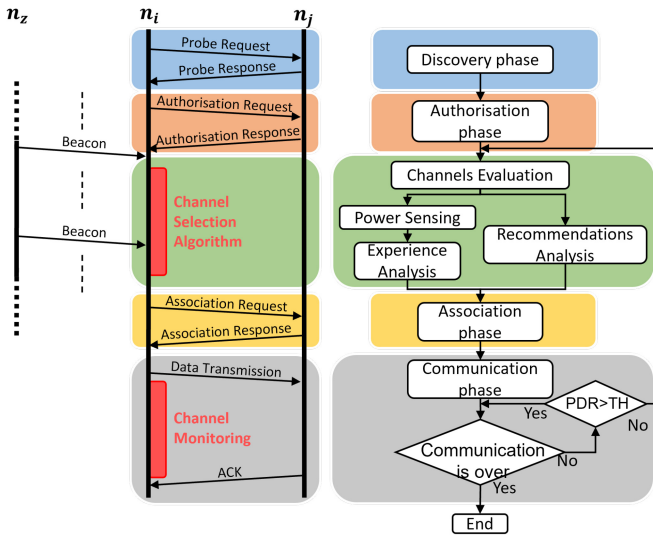 n_z
n_i
n_j
Probe Request
Probe Response
Authorisation Request
Authorisation Response
Beacon
Channel
Selection
Algorithm
Beacon
Association Request
Association Response
Data Transmission
Channel
Monitoring
ACK
Discovery phase
Authorisation
phase
Channels Evaluation
Power Sensing
Experience
Analysis
Recommendations
Analysis
Association
phase
Communication
phase
PDR>TH
Yes
No
Communication
is over
No
Yes
End